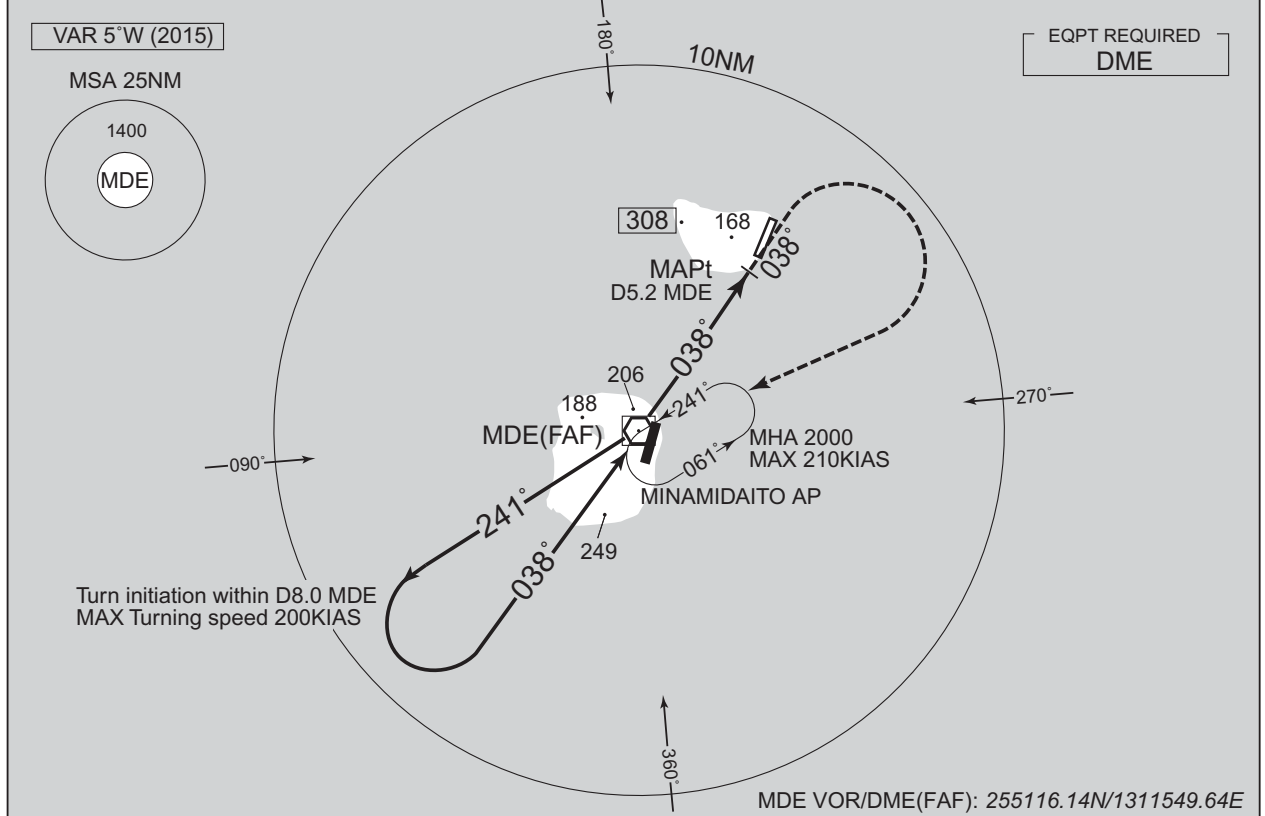 VAR 5°W (2015)
MSA 25NM
1400
MDE
180°
10NM
EQPT REQUIRED
DME
308
168
MAPt
D5.2 MDE
038°
038°
206
188
MDE(FAF)
241°
061°
MHA 2000
MAX 210KIAS
270°
090°
MINAMIDAITO AP
241°
249
038°
Turn initiation within D8.0 MDE
MAX Turning speed 200KIAS
360°
MDE VOR/DME(FAF): 255116.14N/1311549.64E